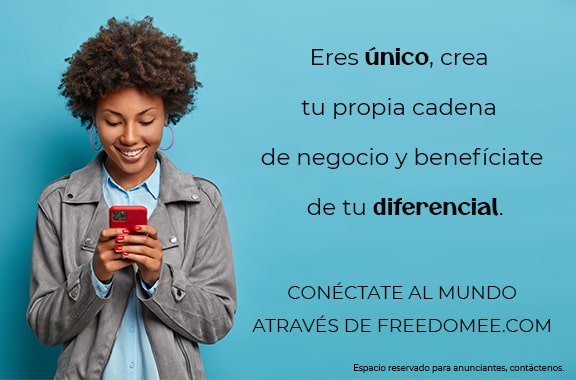 Eres único, crea
tu propia cadena
de negocio y benefíciate
de tu diferencial.
CONÉCTATE AL MUNDO
ATRAVÉS DE FREEDOMEE.COM
Espacio reservado para anunciantes, contáctenos.